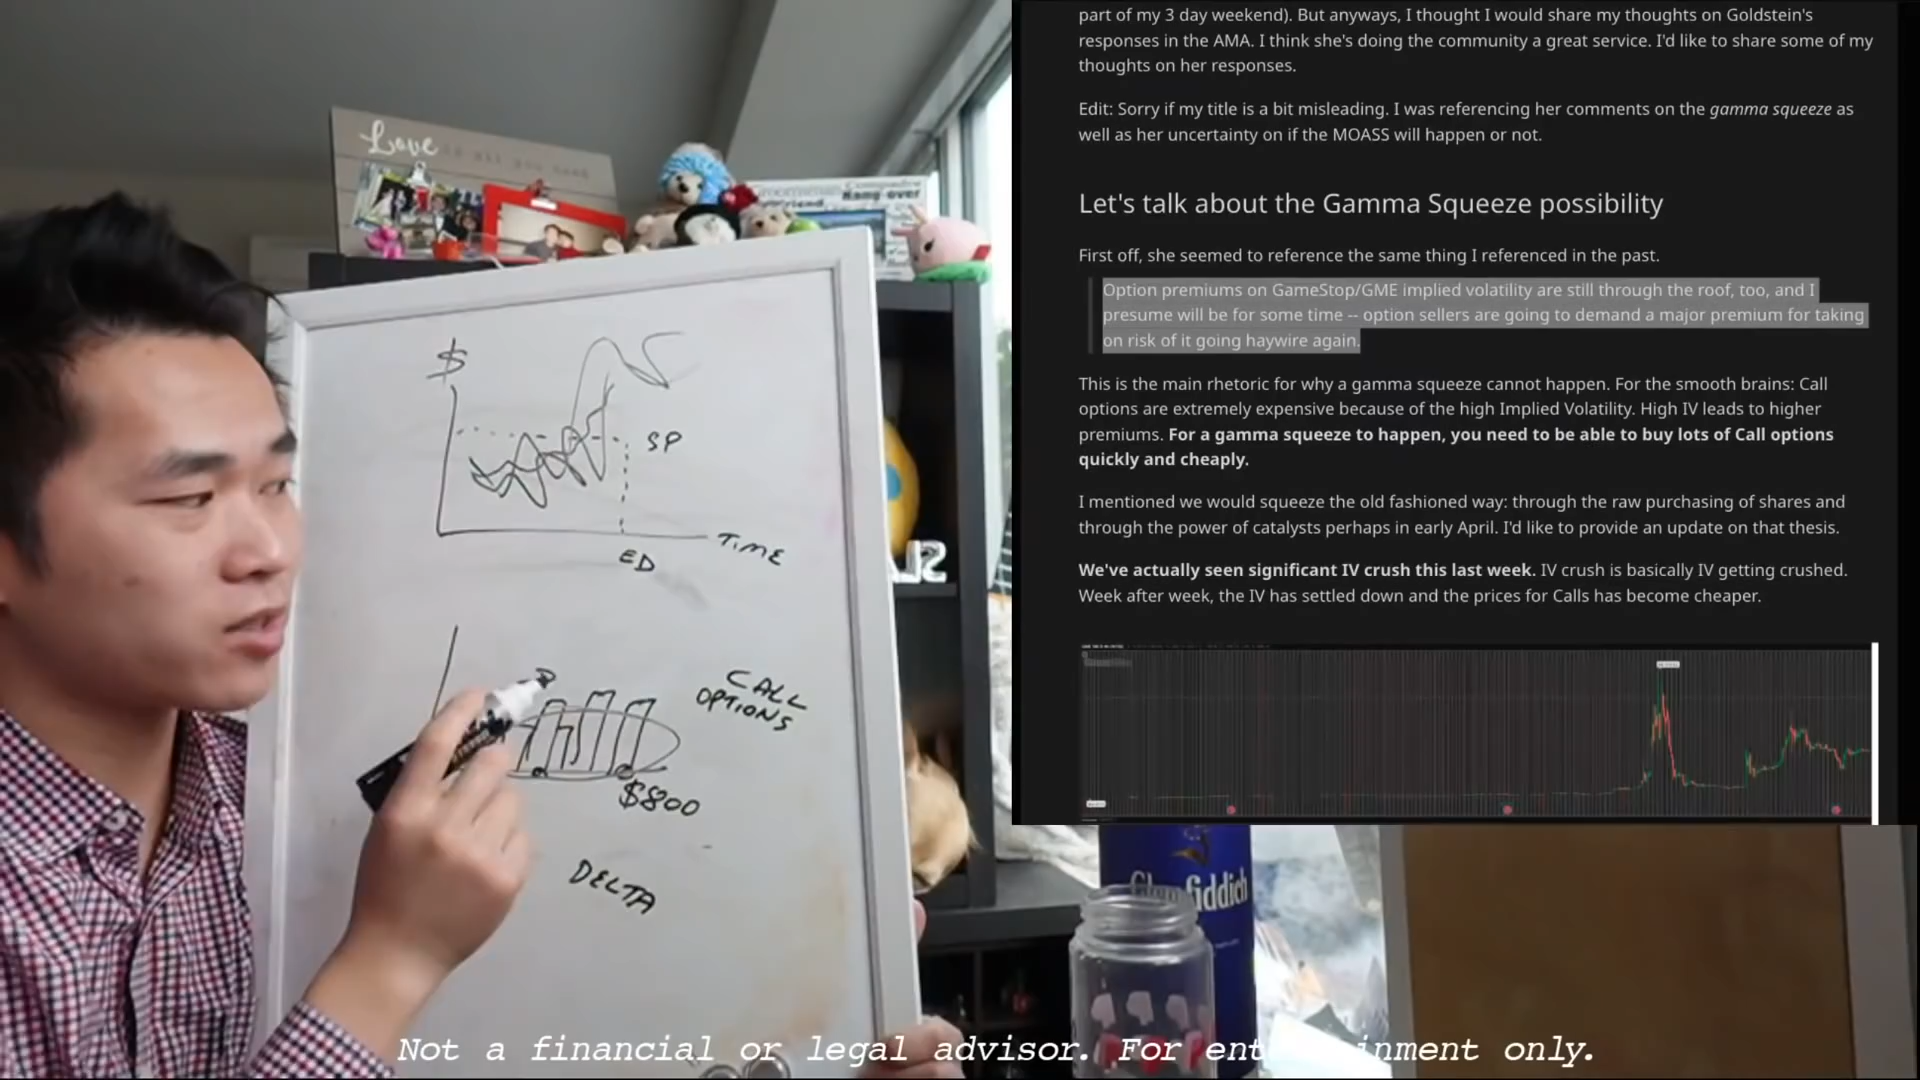 part of my 3 day weekend). But anyways, I thought I would share my thoughts on Goldstein's
responses in the AMA. I think she's doing the community a great service. I'd like to share some of my
thoughts on her responses.
Edit: Sorry if my title is a bit misleading. I was referencing her comments on the gamma squeeze as
well as her uncertainty on if the MOASS will happen or not.
Let's talk about the Gamma Squeeze possibility
First off, she seemed to reference the same thing I referenced in the past.
Option premiums on GameStop/GME implied volatility are still through the roof, too, and I
presume will be for some time -- option sellers are going to demand a major premium for taking
on risk of it going haywire again.
This is the main rhetoric for why a gamma squeeze cannot happen. For the smooth brains: Call
options are extremely expensive because of the high Implied Volatility. High IV leads to higher
premiums. For a gamma squeeze to happen, you need to be able to buy lots of Call options
quickly and cheaply.
I mentioned we would squeeze the old fashioned way: through the raw purchasing of shares and
through the power of catalysts perhaps in early April. I'd like to provide an update on that thesis.
We've actually seen significant IV crush this last week. IV crush is basically IV getting crushed.
Week after week, the IV has settled down and the prices for Calls has become cheaper.
Love
is all you need
Hang over
$
SP
TIME
ED
CALL
OPTIONS
$800
DELTA
Glenfiddich
Not a financial or legal advisor. For entertainment only.